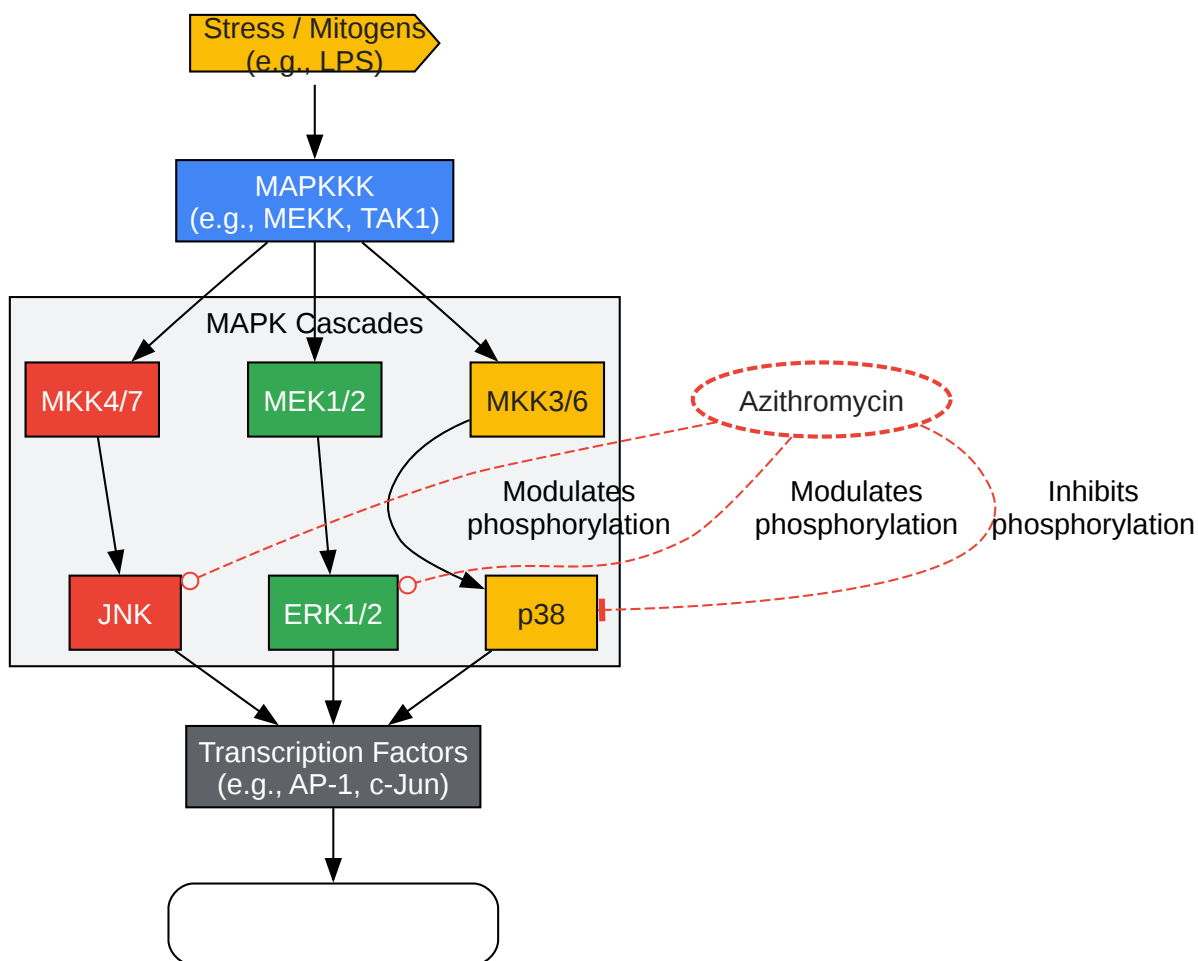 Stress / Mitogens
(e.g., LPS)
MAPKKK
(e.g., MEKK, TAK1)
MAPK Cascades
MKK4/7
MEK1/2
MKK3/6
Azithromycin
Modulates
phosphorylation
Modulates
phosphorylation
Inhibits
phosphorylation
JNK
ERK1/2
p38
Transcription Factors
(e.g., AP-1, c-Jun)